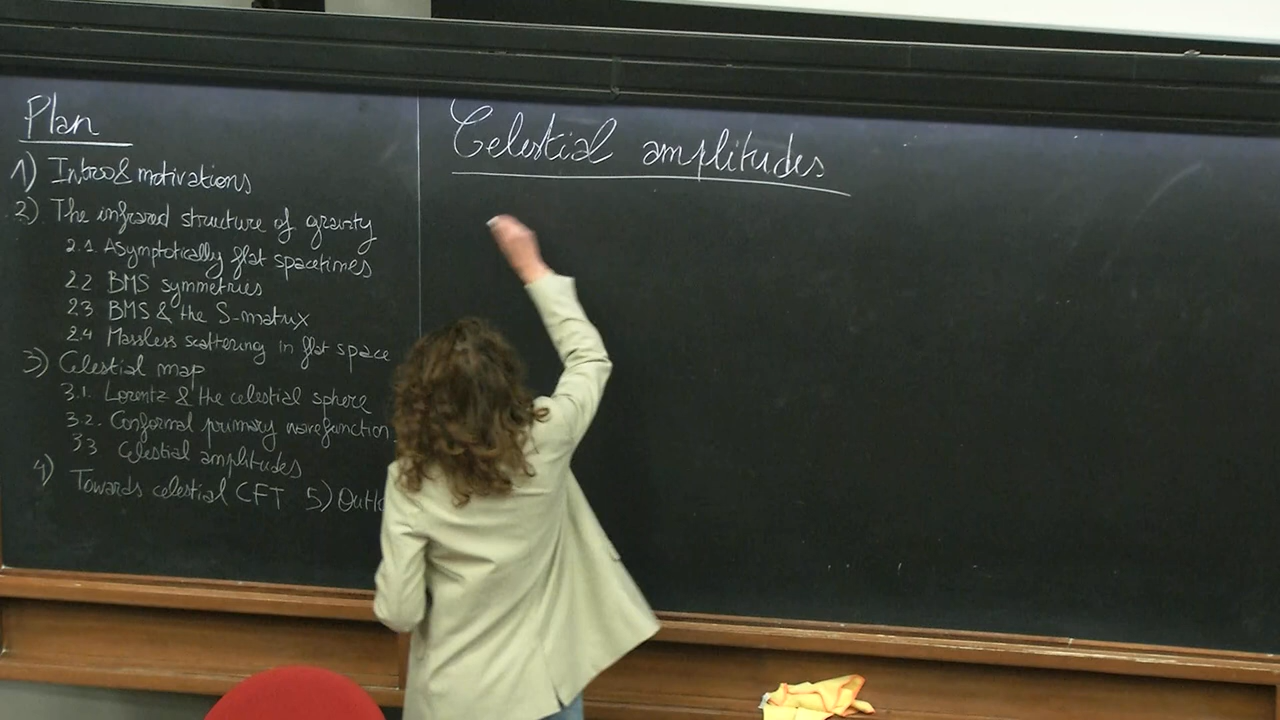 Plan
1) Intro & motivations
2) The infrared structure of gravity
2.1. Asymptotically flat spacetimes
2.2 BMS symmetries
2.3 BMS & the S-matrix
2.4 Massless scattering in flat space
3) Celestial map
3.1. Lorentz & the celestial sphere
3.2. Conformal primary wavefunction
3.3 Celestial amplitudes
4) Towards celestial CFT 5)
Celestial amplitudes